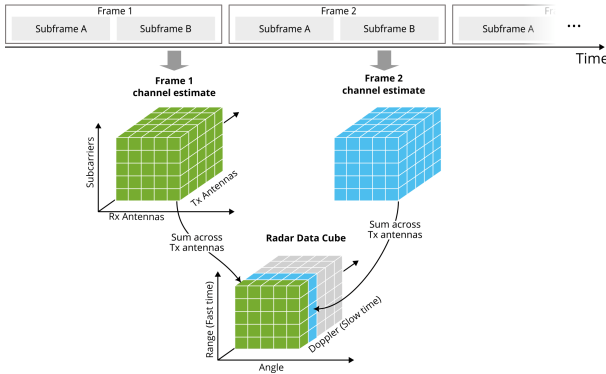 Frame 1
Frame 2
Subframe A
Subframe B
Subframe A
Subframe B
Subframe A
...
Time
Frame 1
channel estimate
Frame 2
channel estimate
Subcarriers
Tx Antennas
Rx Antennas
Sum across
Tx antennas
Radar Data Cube
Sum across
Tx antennas
Range (Fast time)
Doppler (Slow time)
Angle